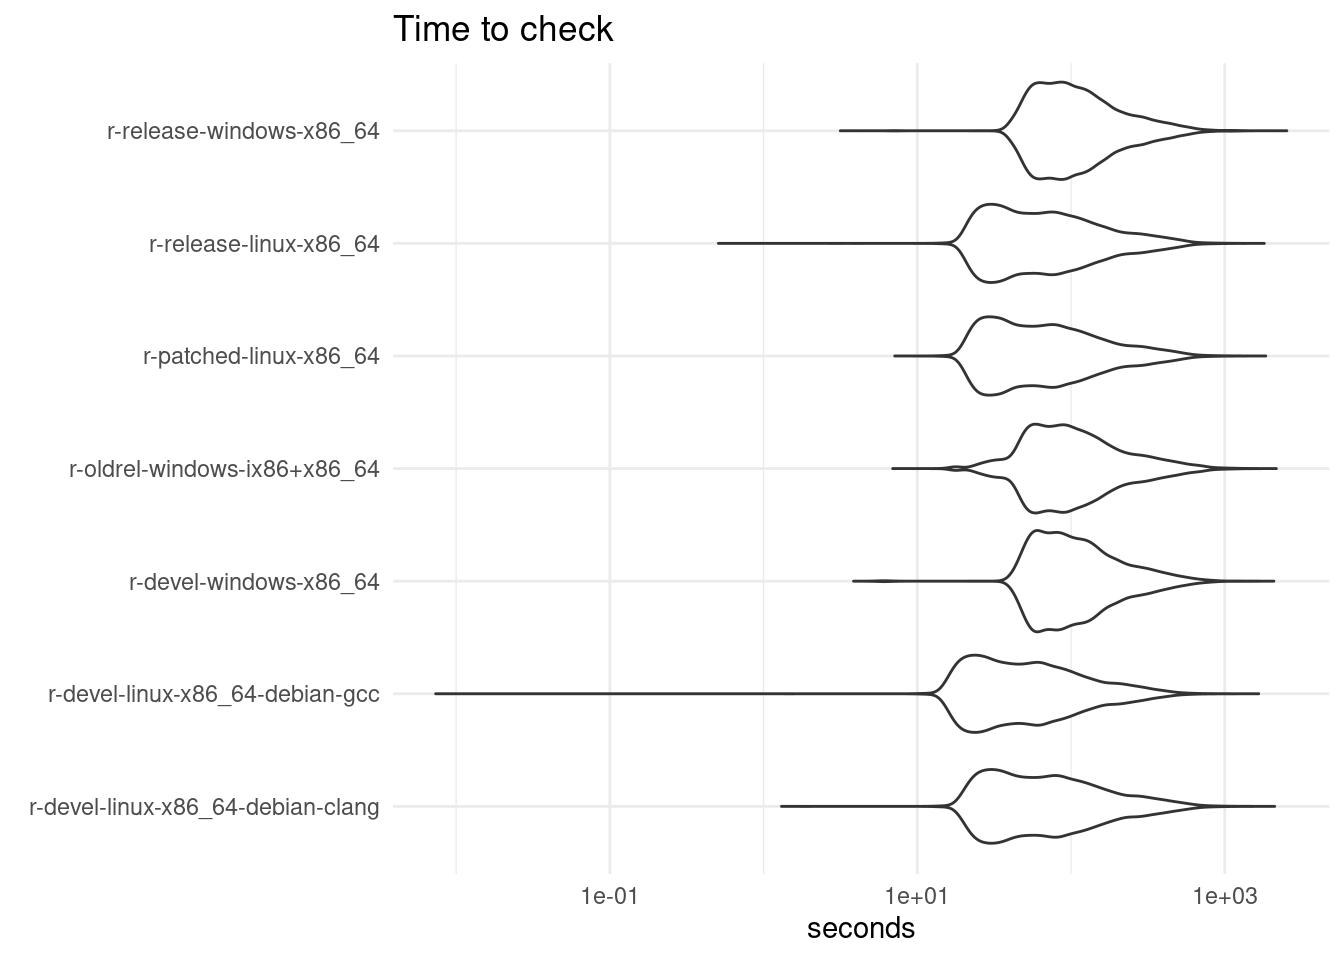 Time to check
r-release-windows-x86_64
r-release-linux-x86_64
r-patched-linux-x86_64
r-oldrel-windows-ix86+x86_64
r-devel-windows-x86_64
r-devel-linux-x86_64-debian-gcc
r-devel-linux-x86_64-debian-clang
1e-01 1e+01 1e+03
seconds